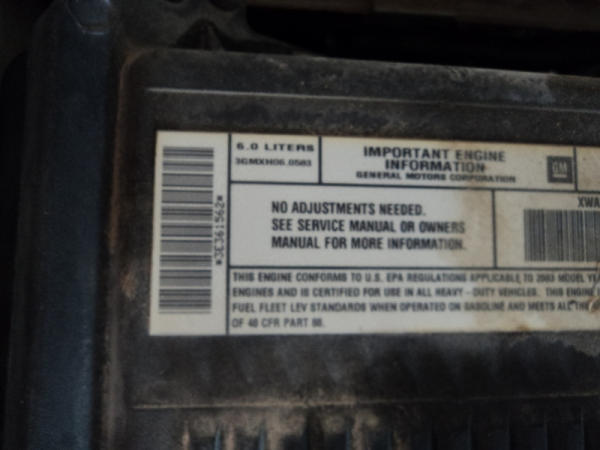 *3E361562*
6.0 LITERS
3GMXH06.0583
IMPORTANT ENGINE
INFORMATION
GENERAL MOTORS CORPORATION
GM
NO ADJUSTMENTS NEEDED.
SEE SERVICE MANUAL OR OWNERS
MANUAL FOR MORE INFORMATION.
XWA
THIS ENGINE CONFORMS TO U.S. EPA REGULATIONS APPLICABLE TO 2003 MODEL YE
ENGINES AND IS CERTIFIED FOR USE IN ALL HEAVY - DUTY VEHICLES. THIS ENGINE
FUEL FLEET LEV STANDARDS WHEN OPERATED ON GASOLINE AND MEETS ALL THE
OF 40 CFR PART 88.